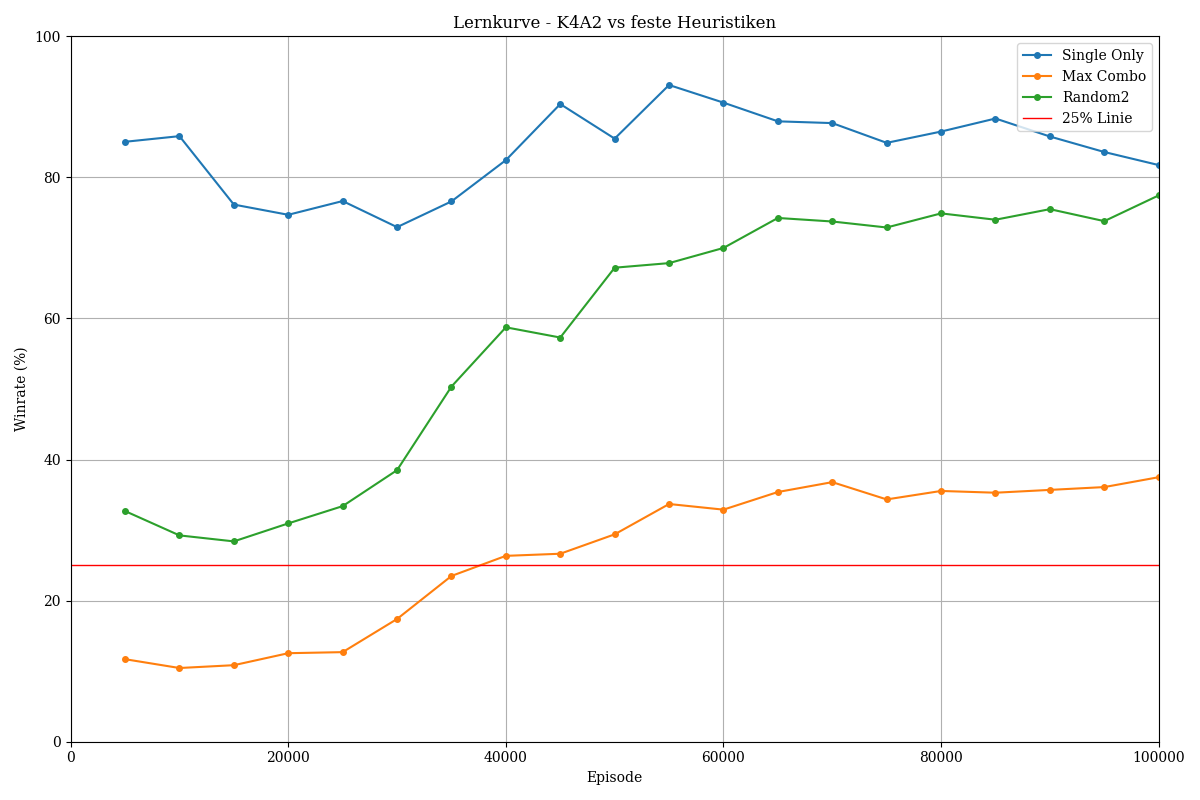 Lernkurve - K4A2 vs feste Heuristiken
100
80
60
40
20
0
Winrate (%)
Single Only
Max Combo
Random2
25% Linie
0 20000 40000 60000 80000 100000
Episode